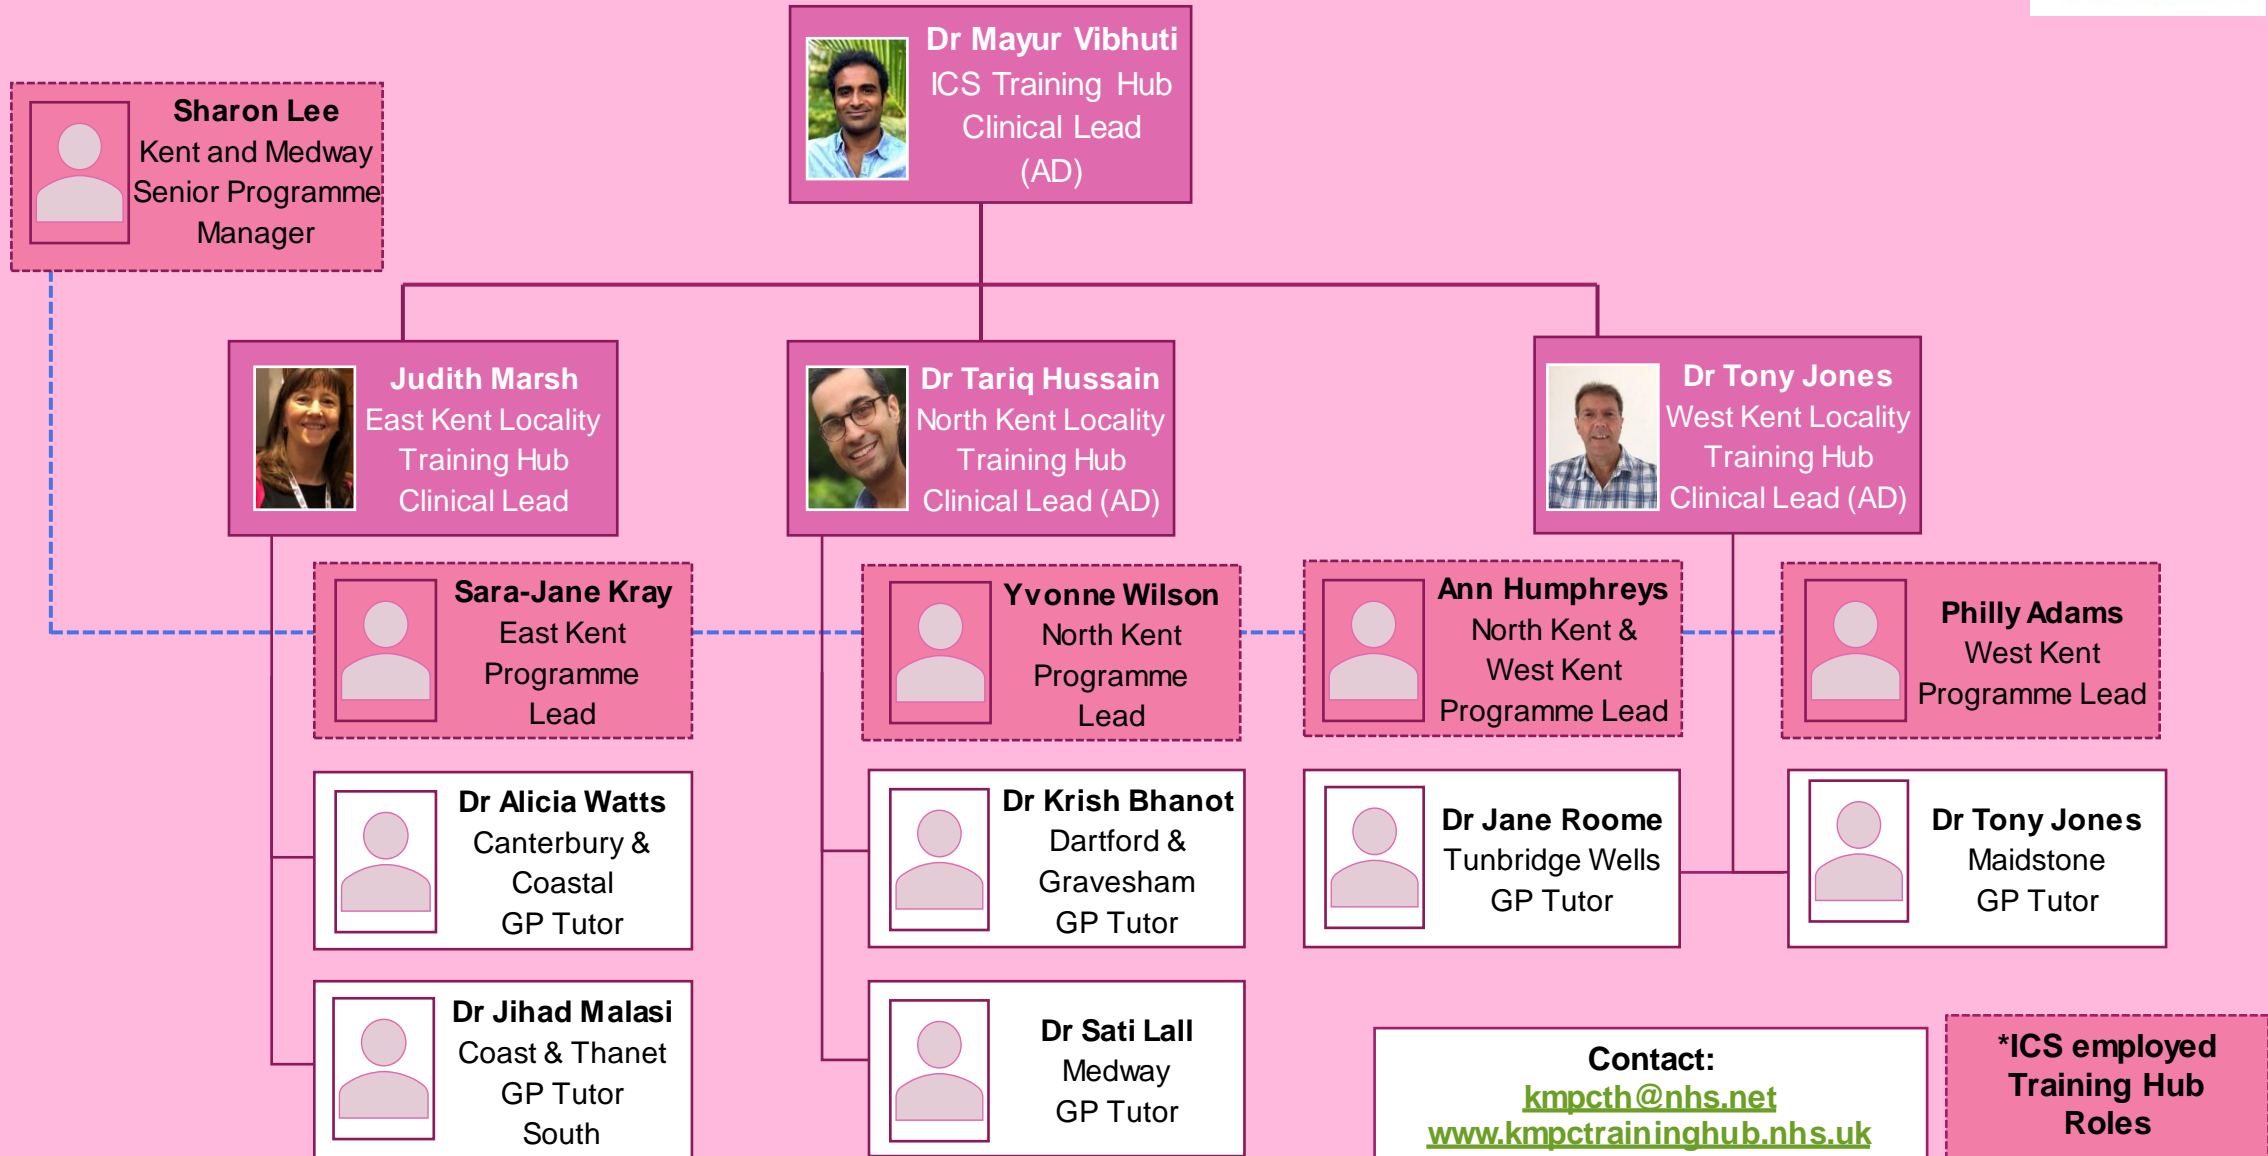 Dr Mayur Vibhuti
ICS Training Hub
Clinical Lead
(AD)
Sharon Lee
Kent and Medway
Senior Programme
Manager
Judith Marsh
East Kent Locality
Training Hub
Clinical Lead
Dr Tariq Hussain
North Kent Locality
Training Hub
Clinical Lead (AD)
Dr Tony Jones
West Kent Locality
Training Hub
Clinical Lead (AD)
Sara-Jane Kray
East Kent
Programme
Lead
Yvonne Wilson
North Kent
Programme
Lead
Ann Humphreys
North Kent &
West Kent
Programme Lead
Philly Adams
West Kent
Programme Lead
Dr Alicia Watts
Canterbury &
Coastal
GP Tutor
Dr Krish Bhanot
Dartford &
Gravesham
GP Tutor
Dr Jane Roome
Tunbridge Wells
GP Tutor
Dr Tony Jones
Maidstone
GP Tutor
Dr Jihad Malasi
Coast & Thanet
GP Tutor
South
Dr Sati Lall
Medway
GP Tutor
Contact:
kmpcth@nhs.net
www.kmpctraininghub.nhs.uk
*ICS employed
Training Hub
Roles